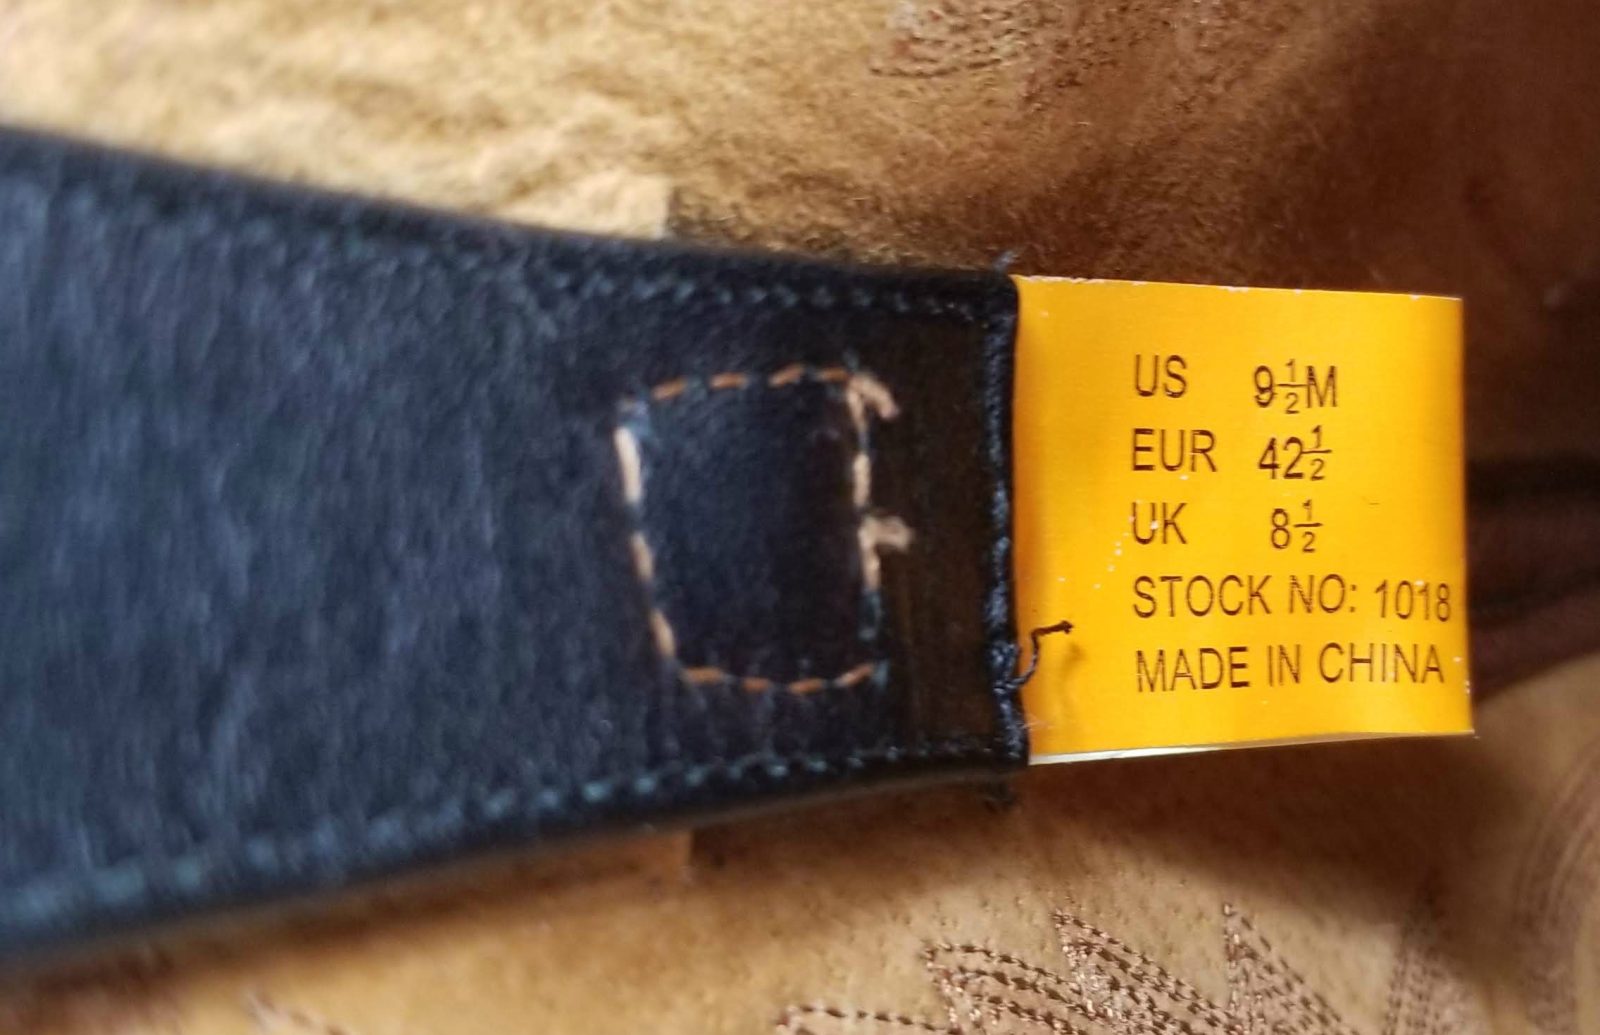 US 9½M
EUR 42½
UK 8½
STOCK NO: 1018
MADE IN CHINA